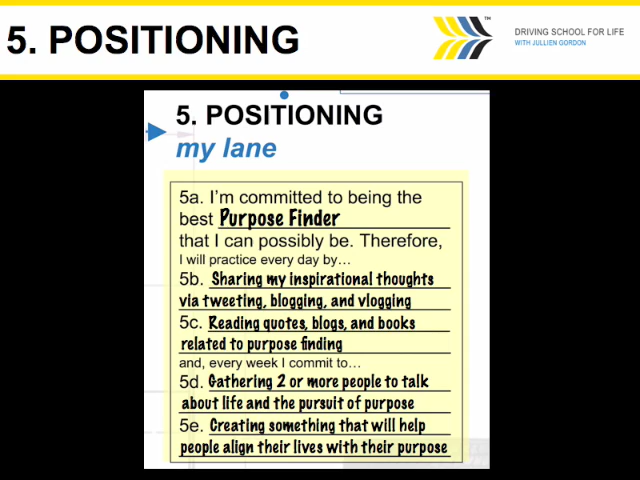 5. POSITIONING
TM
DRIVING SCHOOL FOR LIFE
WITH JULLIEN GORDON
5. POSITIONING
my lane
5a. I'm committed to being the
best Purpose Finder
that I can possibly be. Therefore,
I will practice every day by…
5b. Sharing my inspirational thoughts
via tweeting, blogging, and vlogging
5c. Reading quotes, blogs, and books
related to purpose finding
and, every week I commit to…
5d. Gathering 2 or more people to talk
about life and the pursuit of purpose
5e. Creating something that will help
people align their lives with their purpose